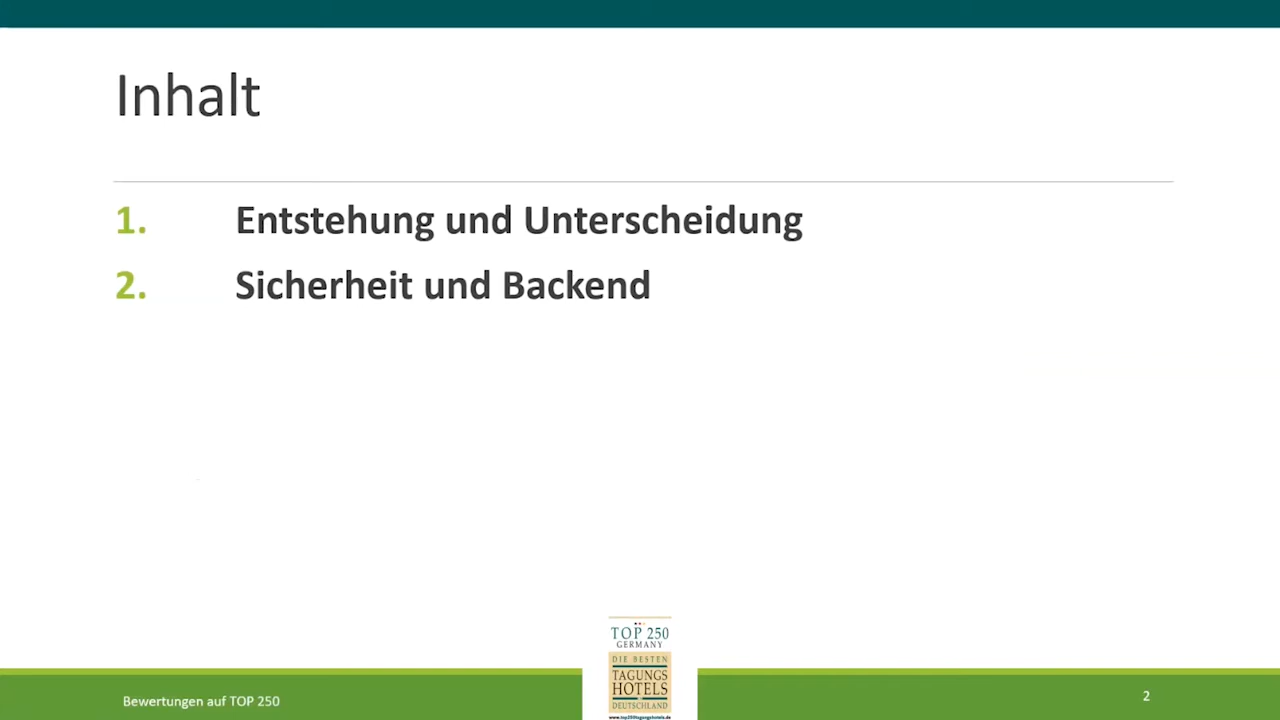 Inhalt
1. Entstehung und Unterscheidung
2. Sicherheit und Backend
TOP 250
GERMANY
DIE BESTEN
TAGUNGS
HOTELS
DEUTSCHLAND
www.top250tagungshotels.de
Bewertungen auf TOP 250
2